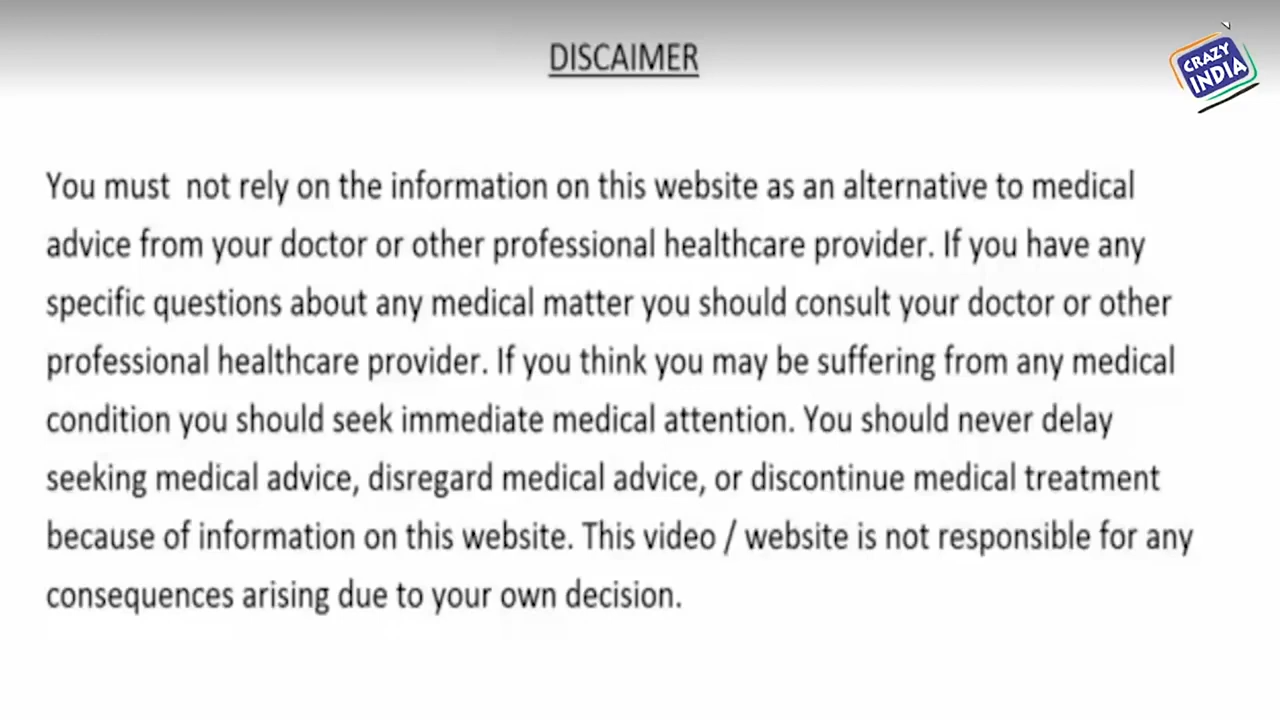 DISCAIMER
CRAZY
INDIA
You must  not rely on the information on this website as an alternative to medical
advice from your doctor or other professional healthcare provider. If you have any
specific questions about any medical matter you should consult your doctor or other
professional healthcare provider. If you think you may be suffering from any medical
condition you should seek immediate medical attention. You should never delay
seeking medical advice, disregard medical advice, or discontinue medical treatment
because of information on this website. This video / website is not responsible for any
consequences arising due to your own decision.